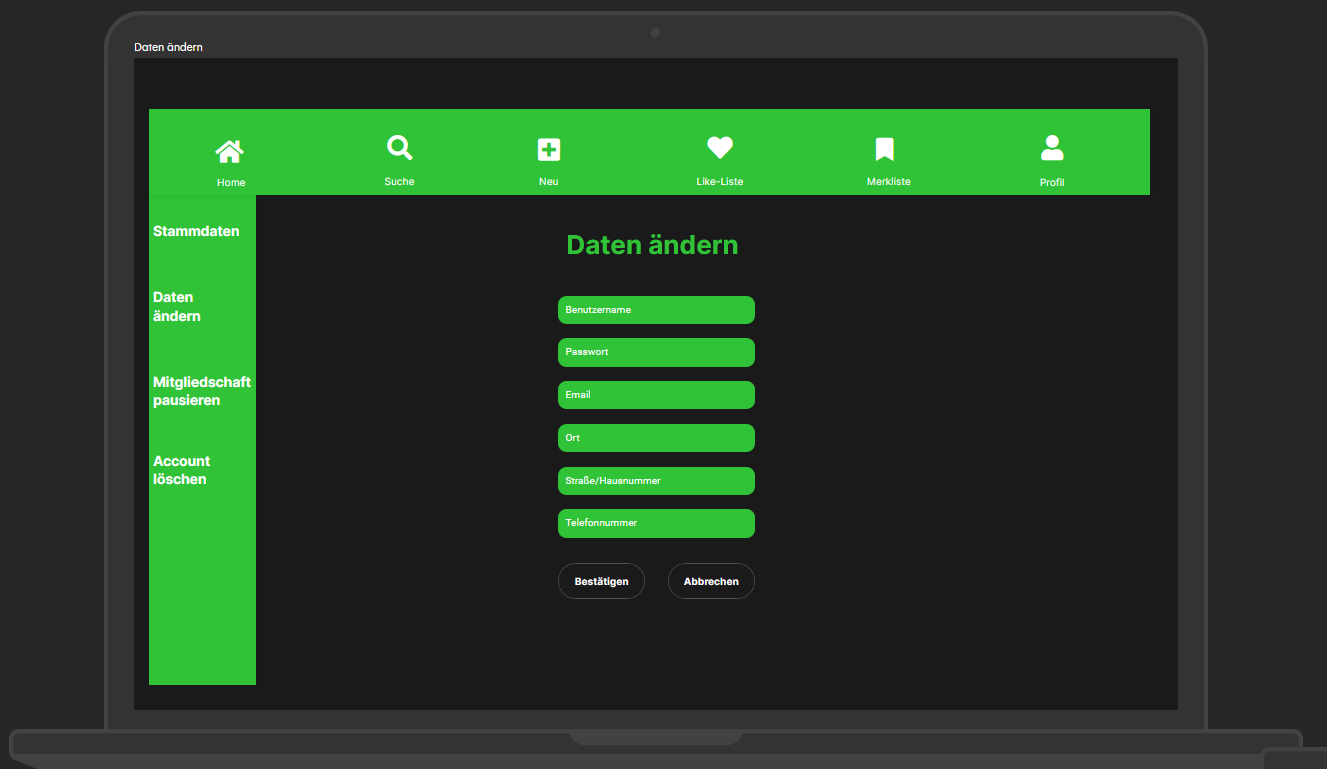 Daten ändern
Home
Suche
Neu
Like-Liste
Merkliste
Profil
Stammdaten
Daten
ändern
Mitgliedschaft
pausieren
Account
löschen
Daten ändern
Benutzername
Passwort
Email
Ort
Straße/Hausnummer
Telefonnummer
Bestätigen
Abbrechen